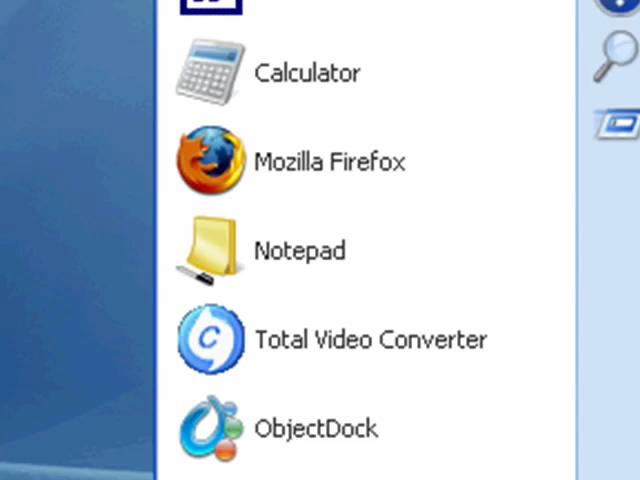 Calculator
Mozilla Firefox
Notepad
Total Video Converter
ObjectDock